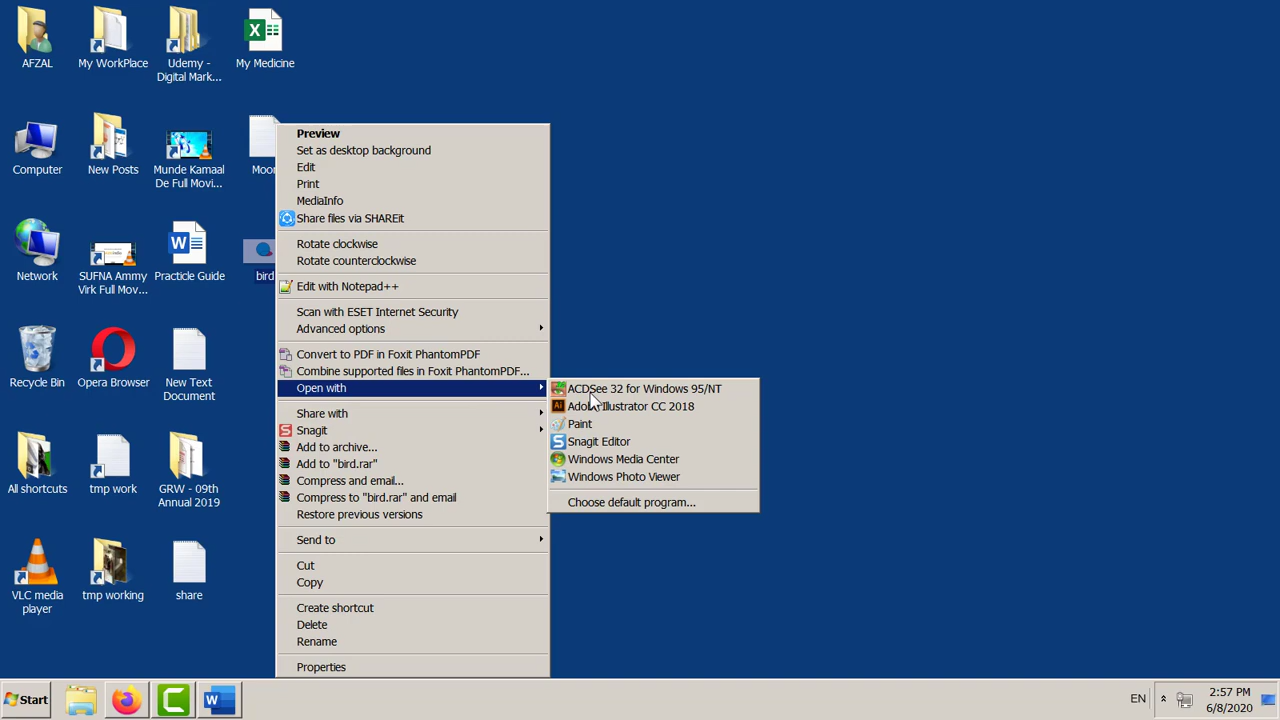 AFZAL
My WorkPlace
Udemy -
Digital Mark...
My Medicine
Computer
New Posts
Munde Kamaal
De Full Movi...
Moon
Network
SUFNA Ammy
Virk Full Mov...
Practicle Guide
bird
Recycle Bin
Opera Browser
New Text
Document
All shortcuts
tmp work
GRW - 09th
Annual 2019
VLC media
player
tmp working
share
Preview
Set as desktop background
Edit
Print
MediaInfo
Share files via SHAREit
Rotate clockwise
Rotate counterclockwise
Edit with Notepad++
Scan with ESET Internet Security
Advanced options
Convert to PDF in Foxit PhantomPDF
Combine supported files in Foxit PhantomPDF...
Open with
Share with
Snagit
Add to archive...
Add to "bird.rar"
Compress and email...
Compress to "bird.rar" and email
Restore previous versions
Send to
Cut
Copy
Create shortcut
Delete
Rename
Properties
ACDSee 32 for Windows 95/NT
Adobe Illustrator CC 2018
Paint
Snagit Editor
Windows Media Center
Windows Photo Viewer
Choose default program...
Start
EN
2:57 PM
6/8/2020